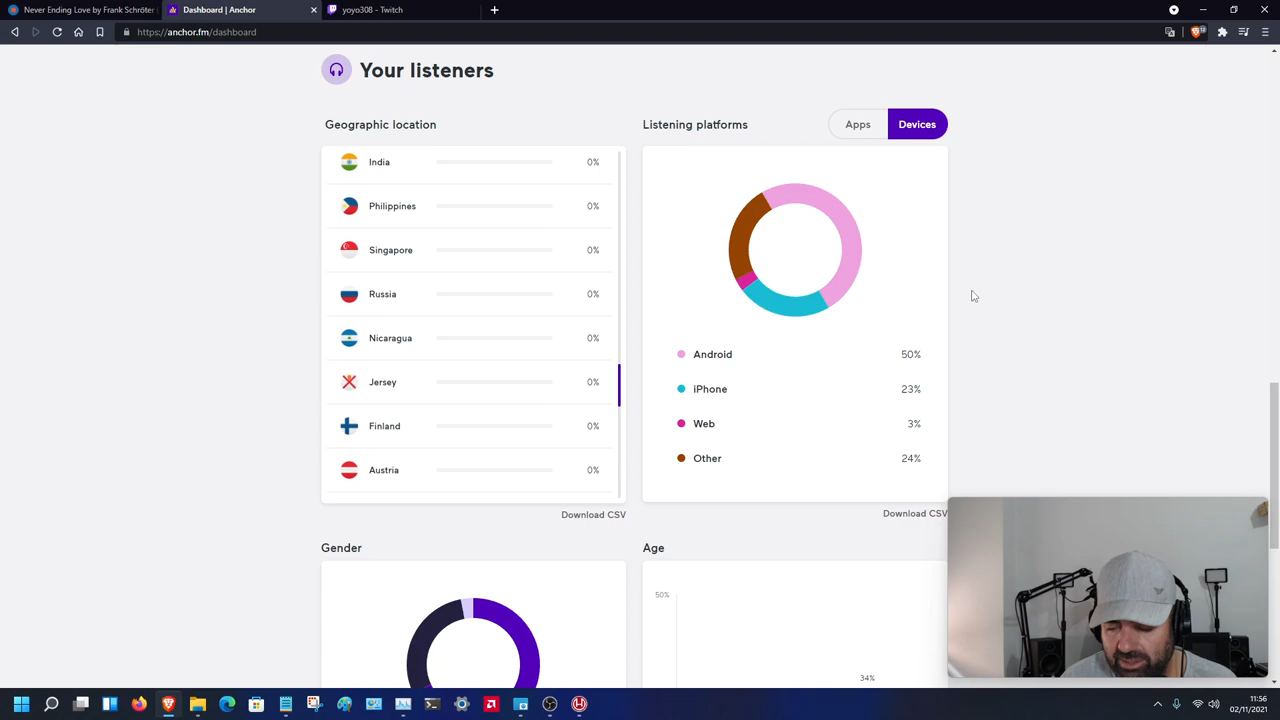 Never Ending Love by Frank Schröter
Dashboard | Anchor
yoyo308 - Twitch
https://anchor.fm/dashboard
Your listeners
Geographic location
India 0%
Philippines 0%
Singapore 0%
Russia 0%
Nicaragua 0%
Jersey 0%
Finland 0%
Austria 0%
Download CSV
Listening platforms
Apps
Devices
Android 50%
iPhone 23%
Web 3%
Other 24%
Download CSV
Gender
Age
50%
34%
11:56
02/11/2021